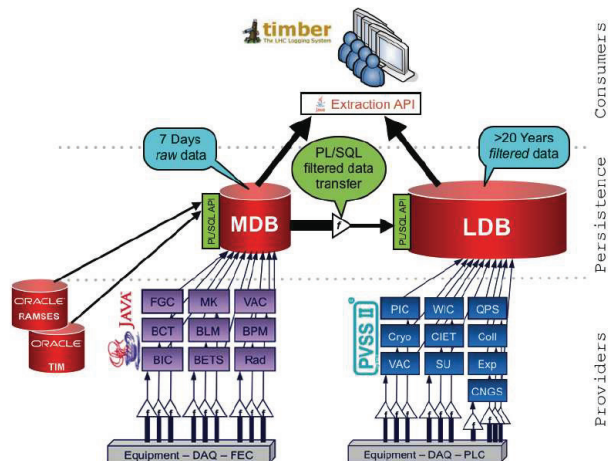 timber
The LHC Logging System
Extraction API
Consumers
7 Days
raw data
PL/SQL
filtered data
transfer
>20 Years
filtered data
PL/SQL API
MDB
f
PL/SQL API
LDB
Persistence
ORACLE
RAMSES
ORACLE
TIM
JAVA
FGC MK VAC
BCT BLM BPM
BIC BETS Rad
PVSS II
PIC WIC QPS
Cryo CIET Coll
VAC SU Exp
CNGS
f f f f f f f f f
f f f f f f f f f
Equipment – DAQ – FEC
Equipment – DAQ – PLC
Providers